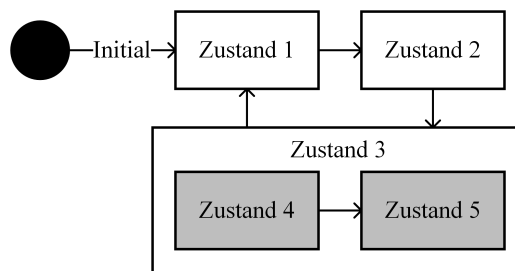 Initial
Zustand 1
Zustand 2
Zustand 3
Zustand 4
Zustand 5